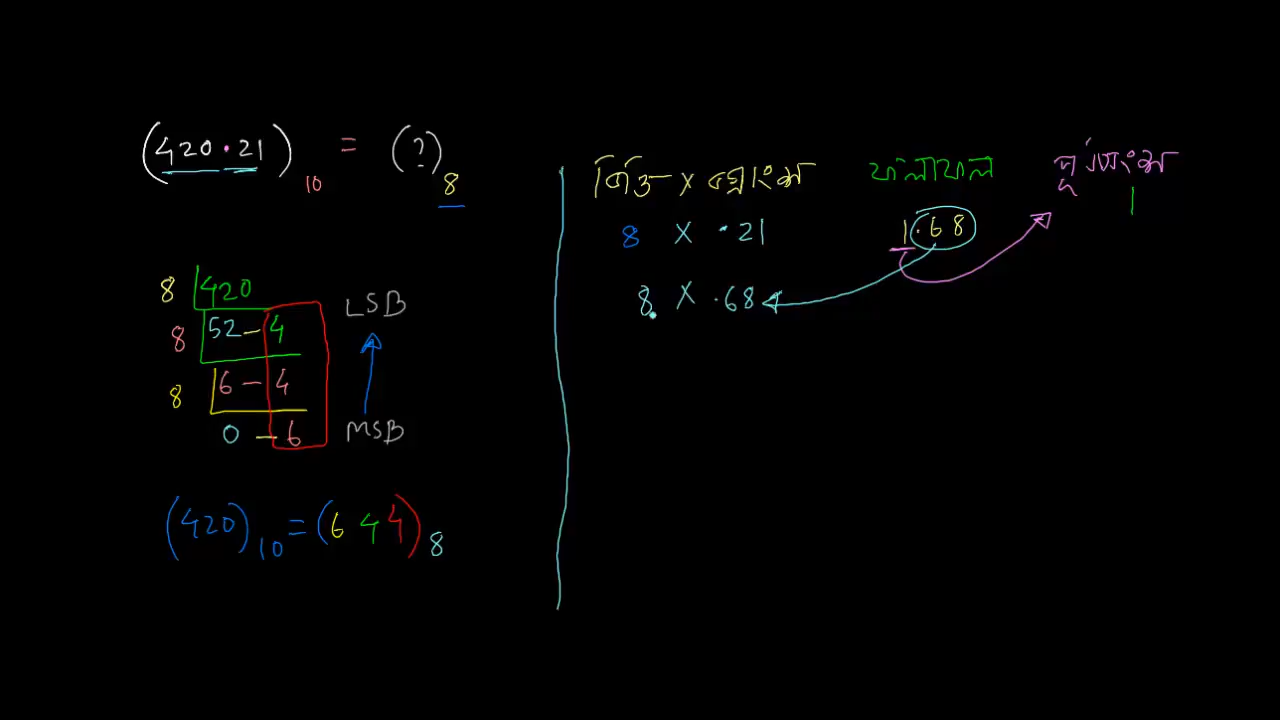 (420.21)10 = (?)8
8 420
8 52 - 4 LSB
8 6 - 4
0 - 6 MSB
(420)10 = (644)8
ভিত্তি × ভগ্নাংশ ফলাফল পূর্ণাংশ
8 × .21 1.68 1
8 × .68